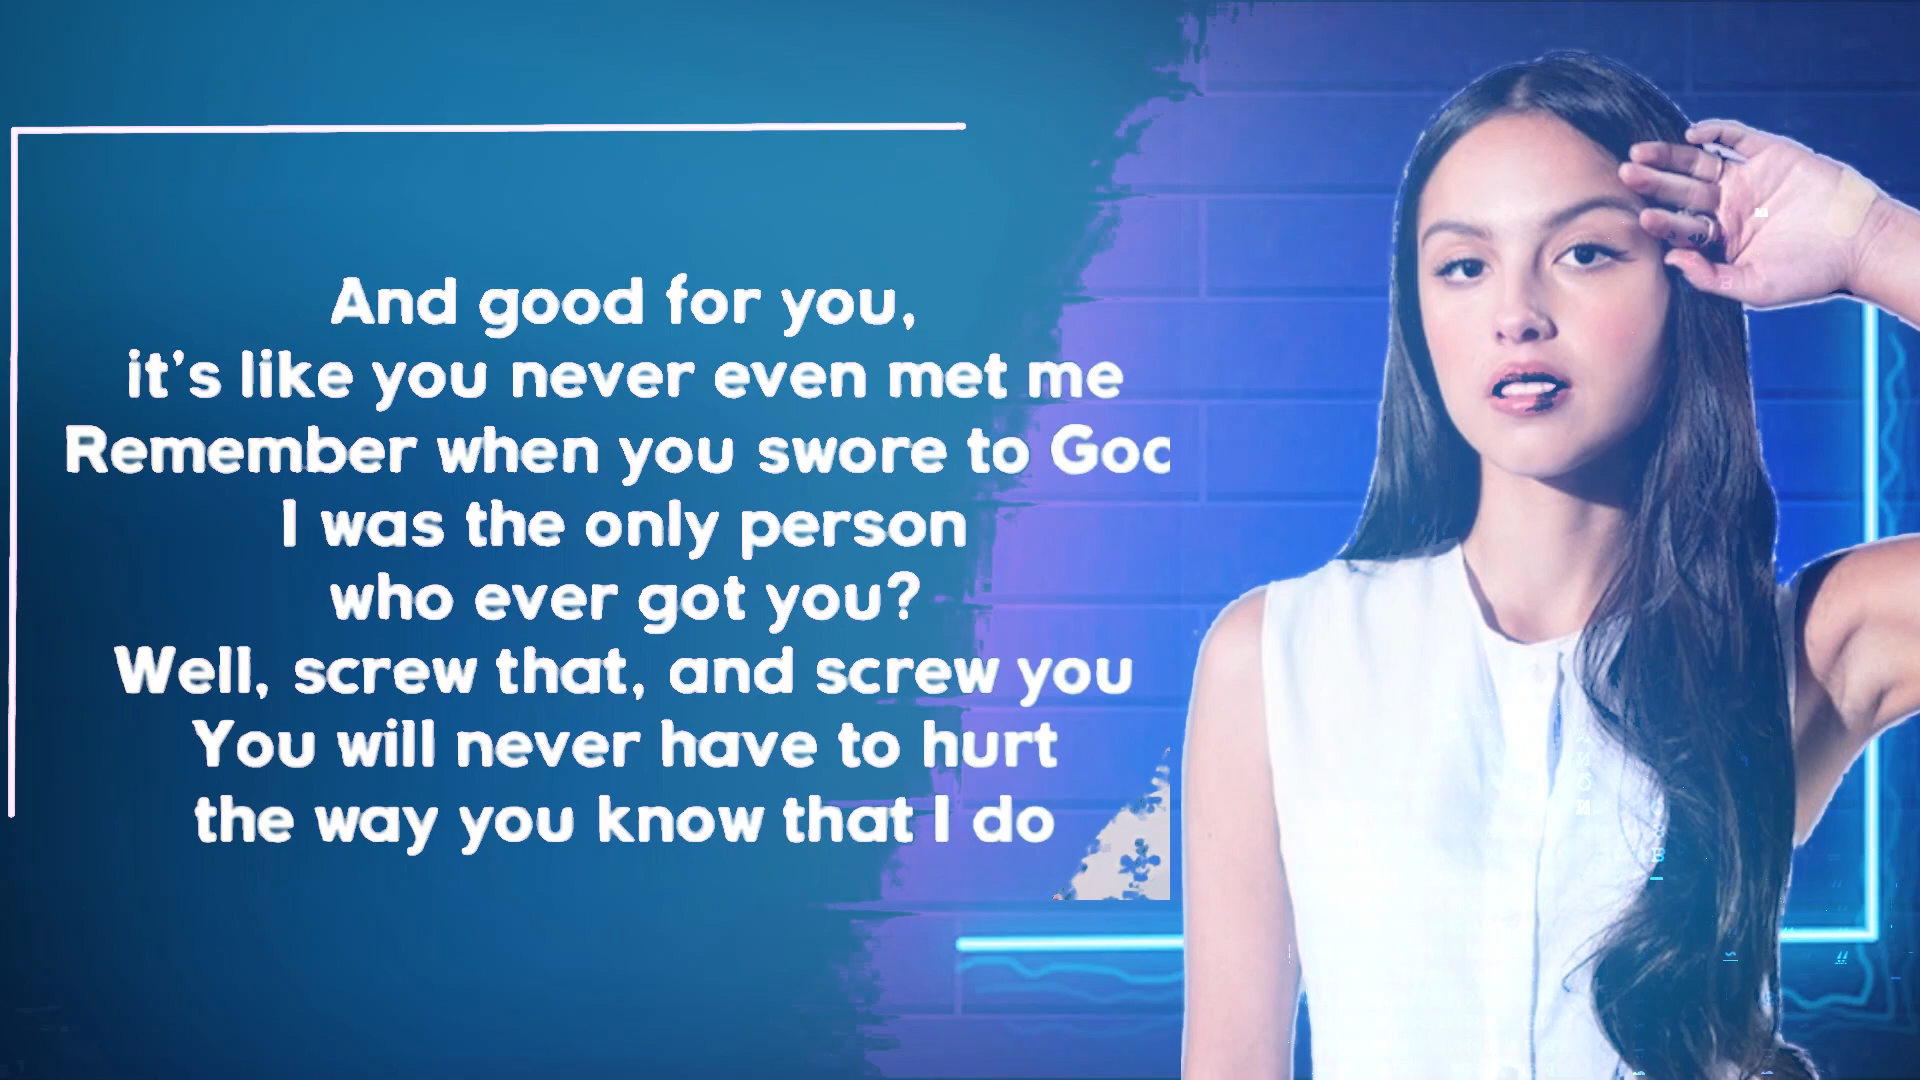 And good for you,
it's like you never even met me
Remember when you swore to Goc
I was the only person
who ever got you?
Well, screw that, and screw you
You will never have to hurt
the way you know that I do